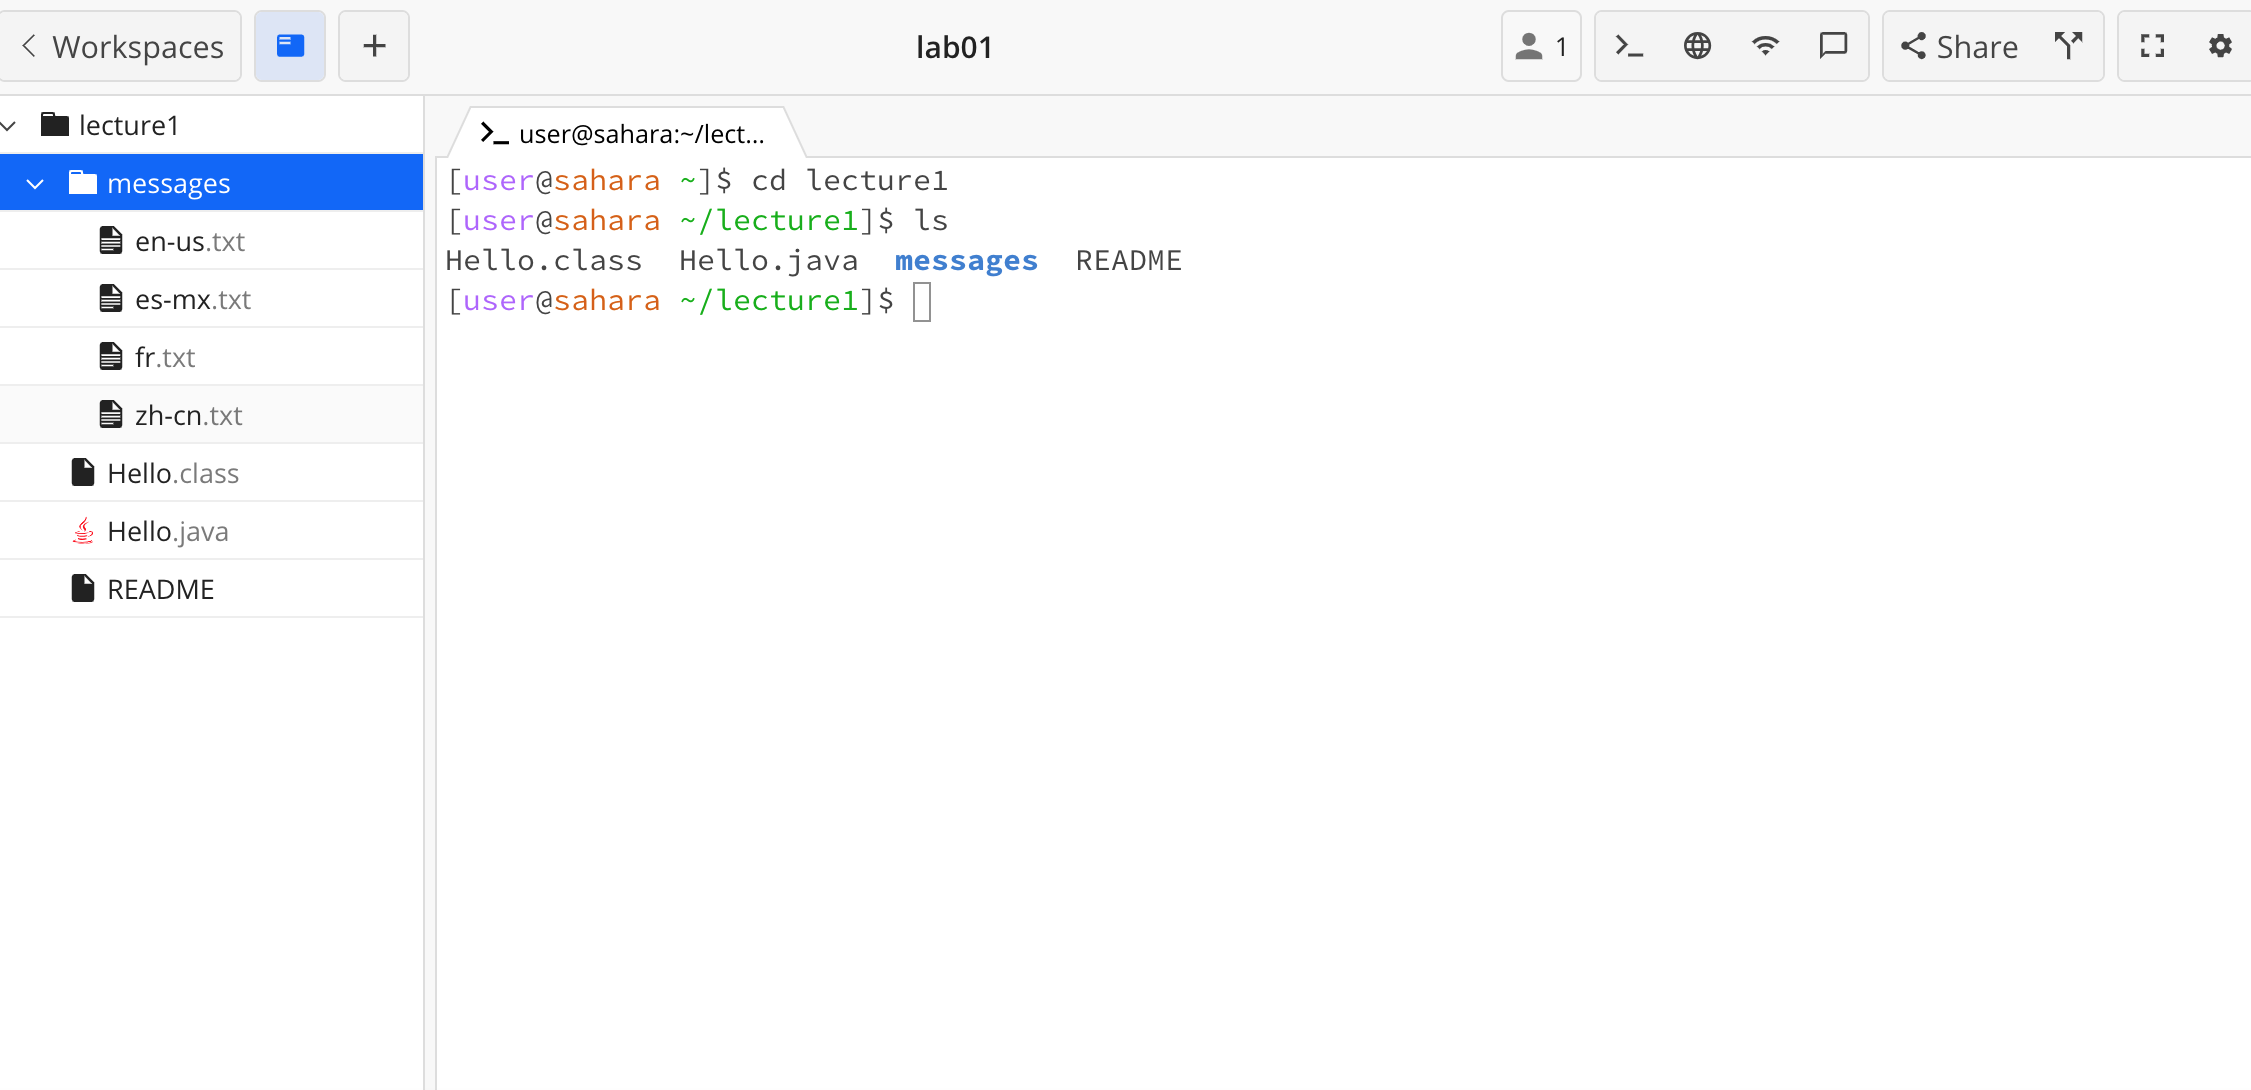 Workspaces
lab01
1
Share
lecture1
messages
en-us.txt
es-mx.txt
fr.txt
zh-cn.txt
Hello.class
Hello.java
README
user@sahara:~/lect...
[user@sahara ~]$ cd lecture1
[user@sahara ~/lecture1]$ ls
Hello.class  Hello.java  messages  README
[user@sahara ~/lecture1]$